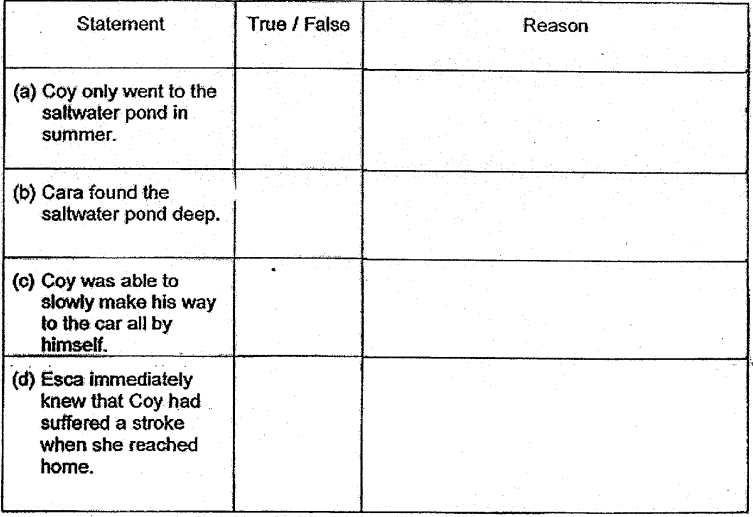 Statement
True / False
Reason
(a) Coy only went to the
saltwater pond in
summer.
(b) Cara found the
saltwater pond deep.
(c) Coy was able to
slowly make his way
to the car all by
himself.
(d) Esca immediately
knew that Coy had
suffered a stroke
when she reached
home.